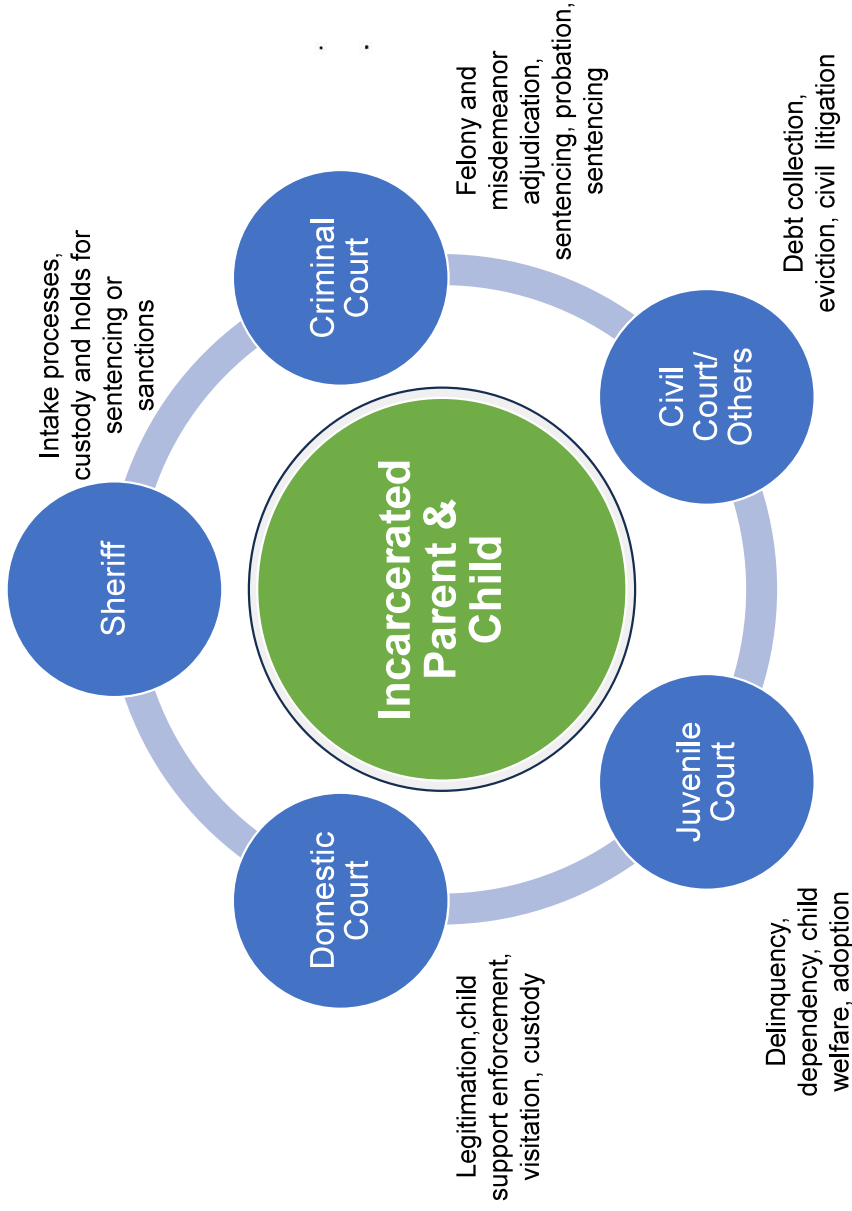 Sheriff
Intake processes,
custody and holds for
sentencing or
sanctions
Criminal
Court
Felony and
misdemeanor
adjudication,
sentencing, probation,
sentencing
Civil
Court/
Others
Debt collection,
eviction, civil litigation
Juvenile
Court
Delinquency,
dependency, child
welfare, adoption
Domestic
Court
Legitimation,child
support enforcement,
visitation, custody
Incarcerated
Parent &
Child